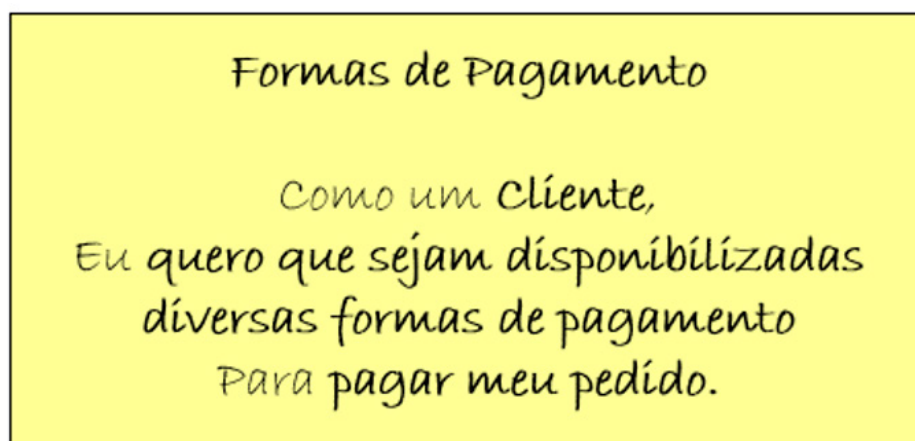 Formas de Pagamento
Como um Cliente,
Eu quero que sejam disponibilizadas
diversas formas de pagamento
Para pagar meu pedido.